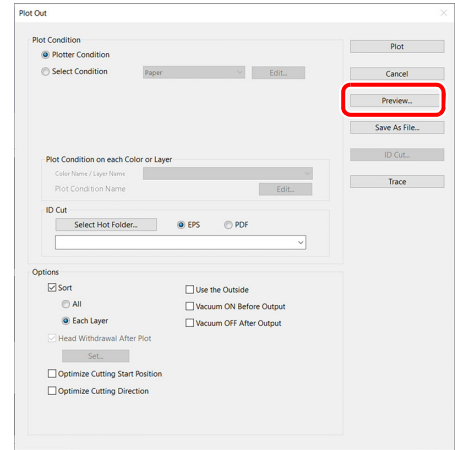 Plot Out
Plot Condition
Plotter Condition
Select Condition
Paper
Edit...
Plot Condition on each Color or Layer
Color Name / Layer Name
Plot Condition Name
Edit...
ID Cut
Select Hot Folder...
EPS
PDF
Options
Sort
All
Each Layer
Head Withdrawal After Plot
Set...
Optimize Cutting Start Position
Optimize Cutting Direction
Use the Outside
Vacuum ON Before Output
Vacuum OFF After Output
Plot
Cancel
Preview...
Save As File...
ID Cut...
Trace